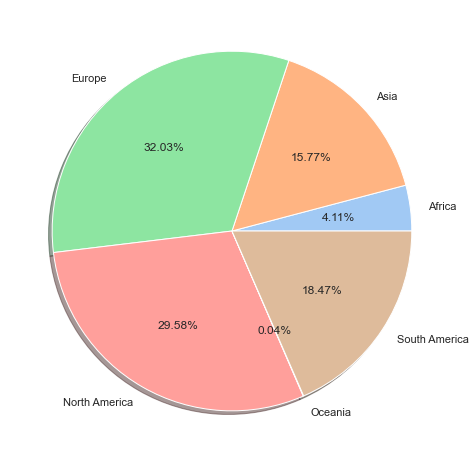 Europe
Asia
32.03%
15.77%
Africa
4.11%
18.47%
29.58%
0.04%
South America
North America
Oceania